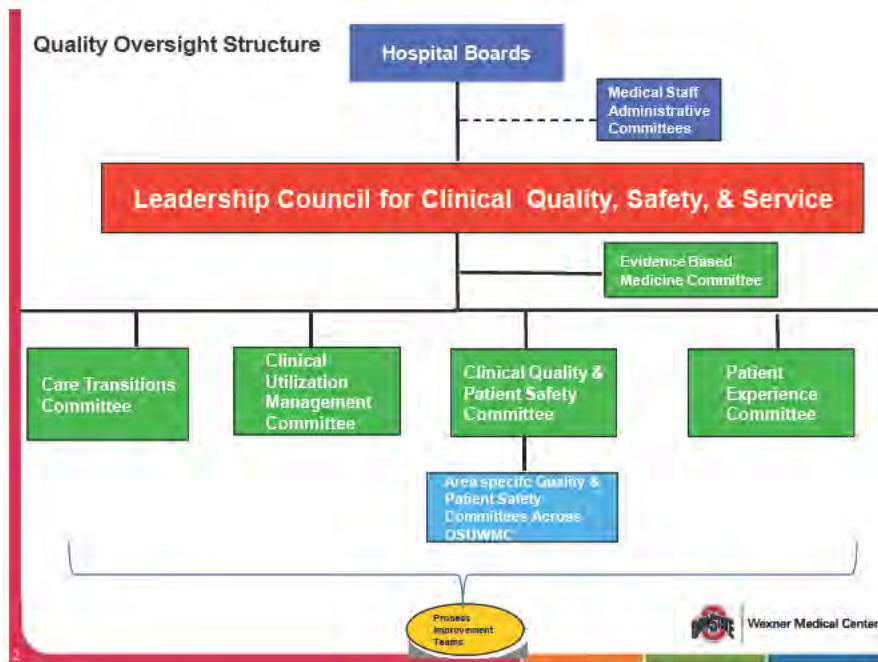 Quality Oversight Structure
Hospital Boards
Medical Staff
Administrative
Committees
Leadership Council for Clinical Quality, Safety, & Service
Evidence Based
Medicine Committee
Care Transitions
Committee
Clinical
Utilization
Management
Committee
Clinical Quality &
Patient Safety
Committee
Patient
Experience
Committee
Area specifc Quality &
Patient Safety
Committees Across
OSUWMC
Process
Improvement
Teams
OHIO STATE
Wexner Medical Center
2